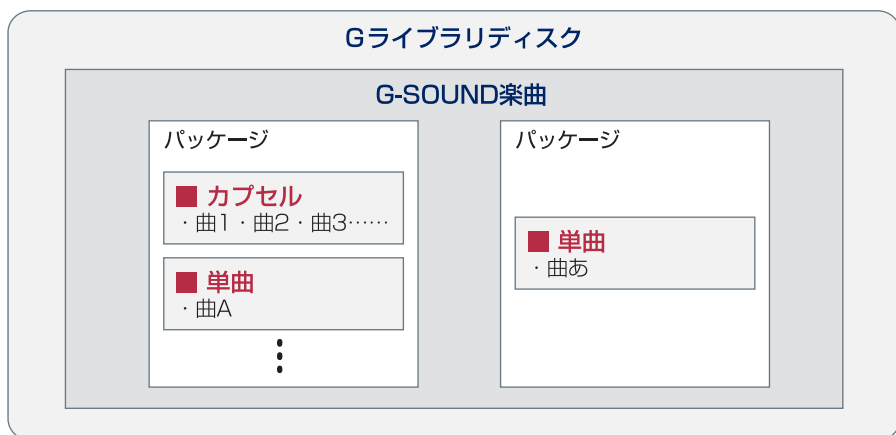 Gライブラリディスク
G-SOUND楽曲
パッケージ
■ カプセル
・曲1・曲2・曲3……
■ 単曲
・曲A
パッケージ
■ 単曲
・曲あ